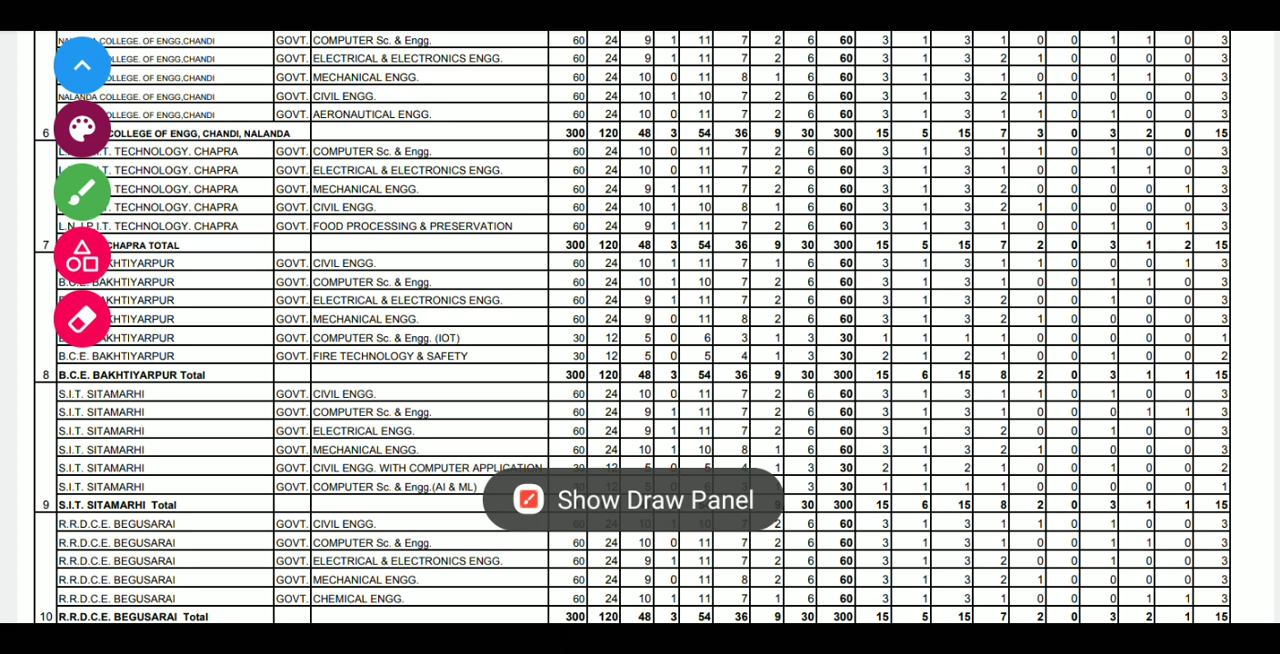 COLLEGE. OF ENGG,CHANDI GOVT. COMPUTER Sc. & Engg. 60 24 9 1 11 7 2 6 60 3 1 3 1 0 0 1 1 0 3
COLLEGE. OF ENGG,CHANDI GOVT. ELECTRICAL & ELECTRONICS ENGG. 60 24 9 1 11 7 2 6 60 3 1 3 2 1 0 0 0 0 3
COLLEGE. OF ENGG,CHANDI GOVT. MECHANICAL ENGG. 60 24 10 0 11 8 1 6 60 3 1 3 1 0 0 1 1 0 3
NALANDA COLLEGE. OF ENGG,CHANDI GOVT. CIVIL ENGG. 60 24 10 1 10 7 2 6 60 3 1 3 2 1 0 0 0 0 3
COLLEGE. OF ENGG,CHANDI GOVT. AERONAUTICAL ENGG. 60 24 10 0 11 7 2 6 60 3 1 3 1 1 0 1 0 0 3
6 COLLEGE OF ENGG, CHANDI, NALANDA 300 120 48 3 54 36 9 30 300 15 5 15 7 3 0 3 2 0 15
TECHNOLOGY. CHAPRA GOVT. COMPUTER Sc. & Engg. 60 24 10 0 11 7 2 6 60 3 1 3 1 1 0 1 0 0 3
TECHNOLOGY. CHAPRA GOVT. ELECTRICAL & ELECTRONICS ENGG. 60 24 10 0 11 7 2 6 60 3 1 3 1 0 0 1 1 0 3
TECHNOLOGY. CHAPRA GOVT. MECHANICAL ENGG. 60 24 9 1 11 7 2 6 60 3 1 3 2 0 0 0 0 1 3
TECHNOLOGY. CHAPRA GOVT. CIVIL ENGG. 60 24 10 1 10 8 1 6 60 3 1 3 2 1 0 0 0 0 3
TECHNOLOGY. CHAPRA GOVT. FOOD PROCESSING & PRESERVATION 60 24 9 1 11 7 2 6 60 3 1 3 1 0 0 1 0 1 3
7 CHAPRA TOTAL 300 120 48 3 54 36 9 30 300 15 5 15 7 2 0 3 1 2 15
BAKHTIYARPUR GOVT. CIVIL ENGG. 60 24 10 1 11 7 1 6 60 3 1 3 1 1 0 0 0 1 3
B.C.E. BAKHTIYARPUR GOVT. COMPUTER Sc. & Engg. 60 24 10 1 10 7 2 6 60 3 1 3 1 0 0 1 1 0 3
BAKHTIYARPUR GOVT. ELECTRICAL & ELECTRONICS ENGG. 60 24 9 1 11 7 2 6 60 3 1 3 2 0 0 1 0 0 3
BAKHTIYARPUR GOVT. MECHANICAL ENGG. 60 24 9 0 11 8 2 6 60 3 1 3 2 1 0 0 0 0 3
BAKHTIYARPUR GOVT. COMPUTER Sc. & Engg. (IOT) 30 12 5 0 6 3 1 3 30 1 1 1 1 0 0 0 0 0 1
B.C.E. BAKHTIYARPUR GOVT. FIRE TECHNOLOGY & SAFETY 30 12 5 0 5 4 1 3 30 2 1 2 1 0 0 1 0 0 2
8 B.C.E. BAKHTIYARPUR Total 300 120 48 3 54 36 9 30 300 15 6 15 8 2 0 3 1 1 15
S.I.T. SITAMARHI GOVT. CIVIL ENGG. 60 24 10 0 11 7 2 6 60 3 1 3 1 1 0 1 0 0 3
S.I.T. SITAMARHI GOVT. COMPUTER Sc. & Engg. 60 24 9 1 11 7 2 6 60 3 1 3 1 0 0 0 1 1 3
S.I.T. SITAMARHI GOVT. ELECTRICAL ENGG. 60 24 9 1 11 7 2 6 60 3 1 3 2 0 0 1 0 0 3
S.I.T. SITAMARHI GOVT. MECHANICAL ENGG. 60 24 10 1 10 8 1 6 60 3 1 3 2 1 0 0 0 0 3
S.I.T. SITAMARHI GOVT. CIVIL ENGG. WITH COMPUTER APPLICATION 30 12 5 0 5 4 1 3 30 2 1 2 1 0 0 1 0 0 2
S.I.T. SITAMARHI GOVT. COMPUTER Sc. & Engg.(AI & ML) 3 30 1 1 1 1 0 0 0 0 0 1
Show Draw Panel
9 S.I.T. SITAMARHI Total 30 300 15 6 15 8 2 0 3 1 1 15
R.R.D.C.E. BEGUSARAI GOVT. CIVIL ENGG. 2 6 60 3 1 3 1 1 0 1 0 0 3
R.R.D.C.E. BEGUSARAI GOVT. COMPUTER Sc. & Engg. 60 24 10 0 11 7 2 6 60 3 1 3 1 0 0 1 1 0 3
R.R.D.C.E. BEGUSARAI GOVT. ELECTRICAL & ELECTRONICS ENGG. 60 24 9 1 11 7 2 6 60 3 1 3 2 0 0 1 0 0 3
R.R.D.C.E. BEGUSARAI GOVT. MECHANICAL ENGG. 60 24 9 0 11 8 2 6 60 3 1 3 2 1 0 0 0 0 3
R.R.D.C.E. BEGUSARAI GOVT. CHEMICAL ENGG. 60 24 10 1 11 7 1 6 60 3 1 3 1 0 0 0 1 1 3
10 R.R.D.C.E. BEGUSARAI Total 300 120 48 3 54 36 9 30 300 15 5 15 7 2 0 3 2 1 15